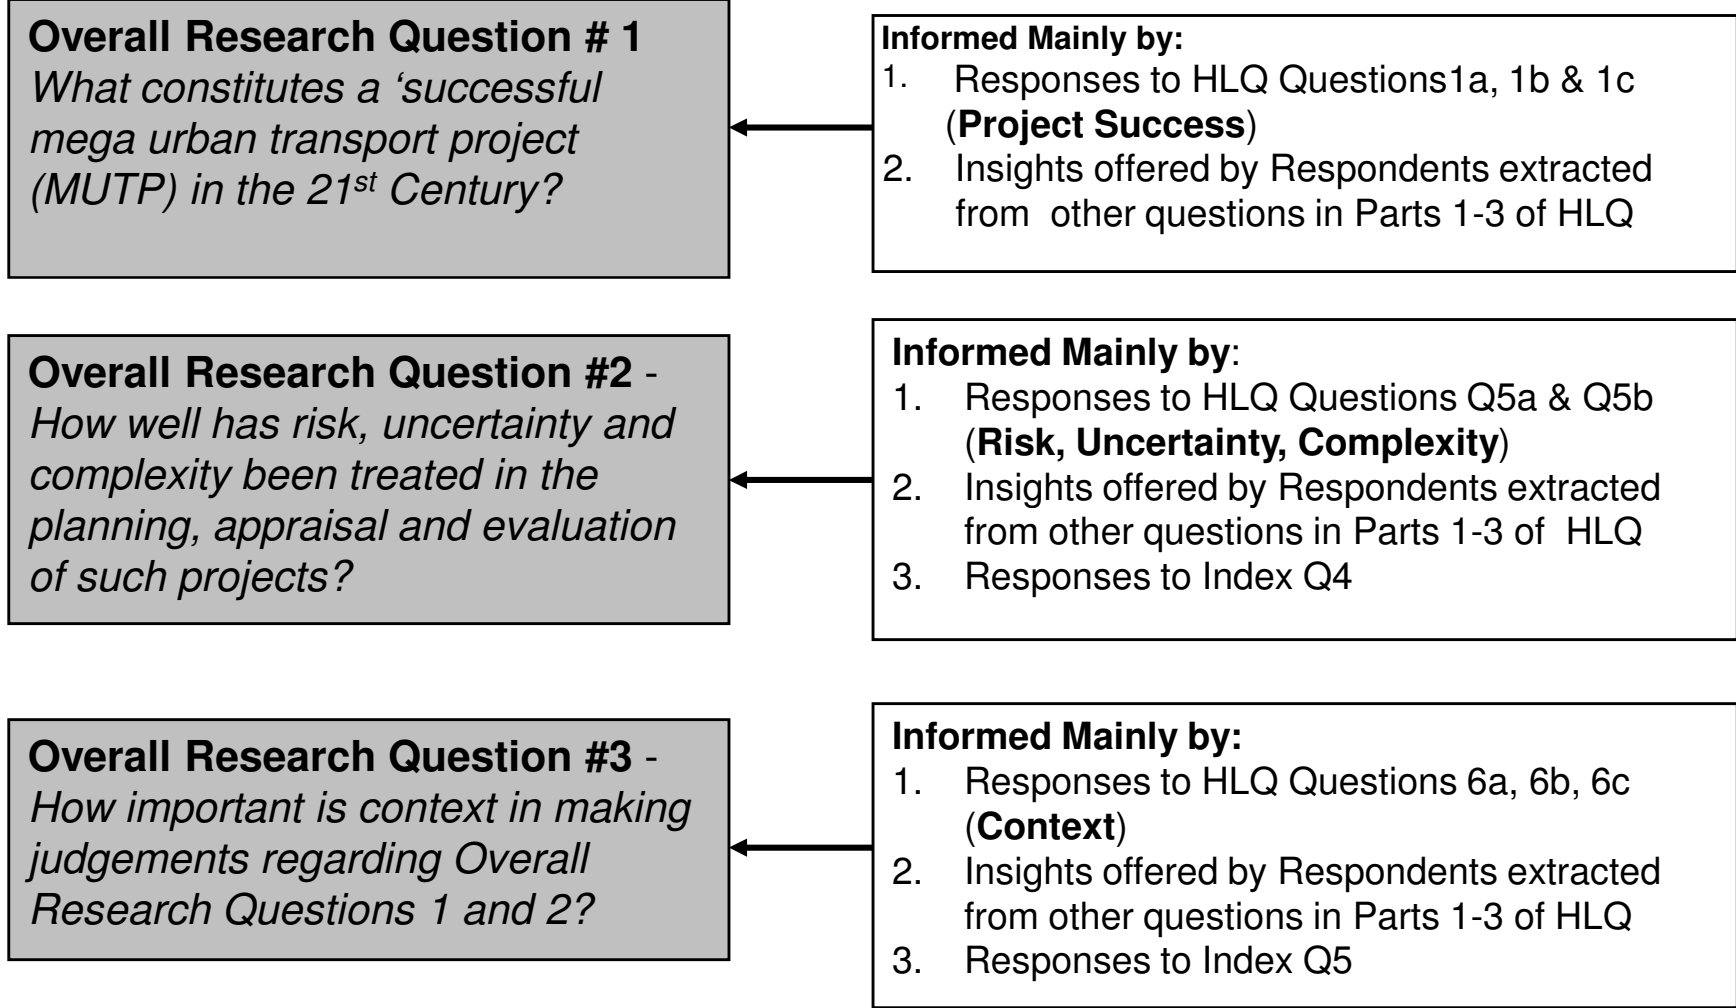 Overall Research Question # 1
What constitutes a ‘successful
mega urban transport project
(MUTP) in the 21st Century?
Informed Mainly by:
1. Responses to HLQ Questions1a, 1b & 1c
(Project Success)
2. Insights offered by Respondents extracted
from other questions in Parts 1-3 of HLQ
Overall Research Question #2 -
How well has risk, uncertainty and
complexity been treated in the
planning, appraisal and evaluation
of such projects?
Informed Mainly by:
1. Responses to HLQ Questions Q5a & Q5b
(Risk, Uncertainty, Complexity)
2. Insights offered by Respondents extracted
from other questions in Parts 1-3 of HLQ
3. Responses to Index Q4
Overall Research Question #3 -
How important is context in making
judgements regarding Overall
Research Questions 1 and 2?
Informed Mainly by:
1. Responses to HLQ Questions 6a, 6b, 6c
(Context)
2. Insights offered by Respondents extracted
from other questions in Parts 1-3 of HLQ
3. Responses to Index Q5